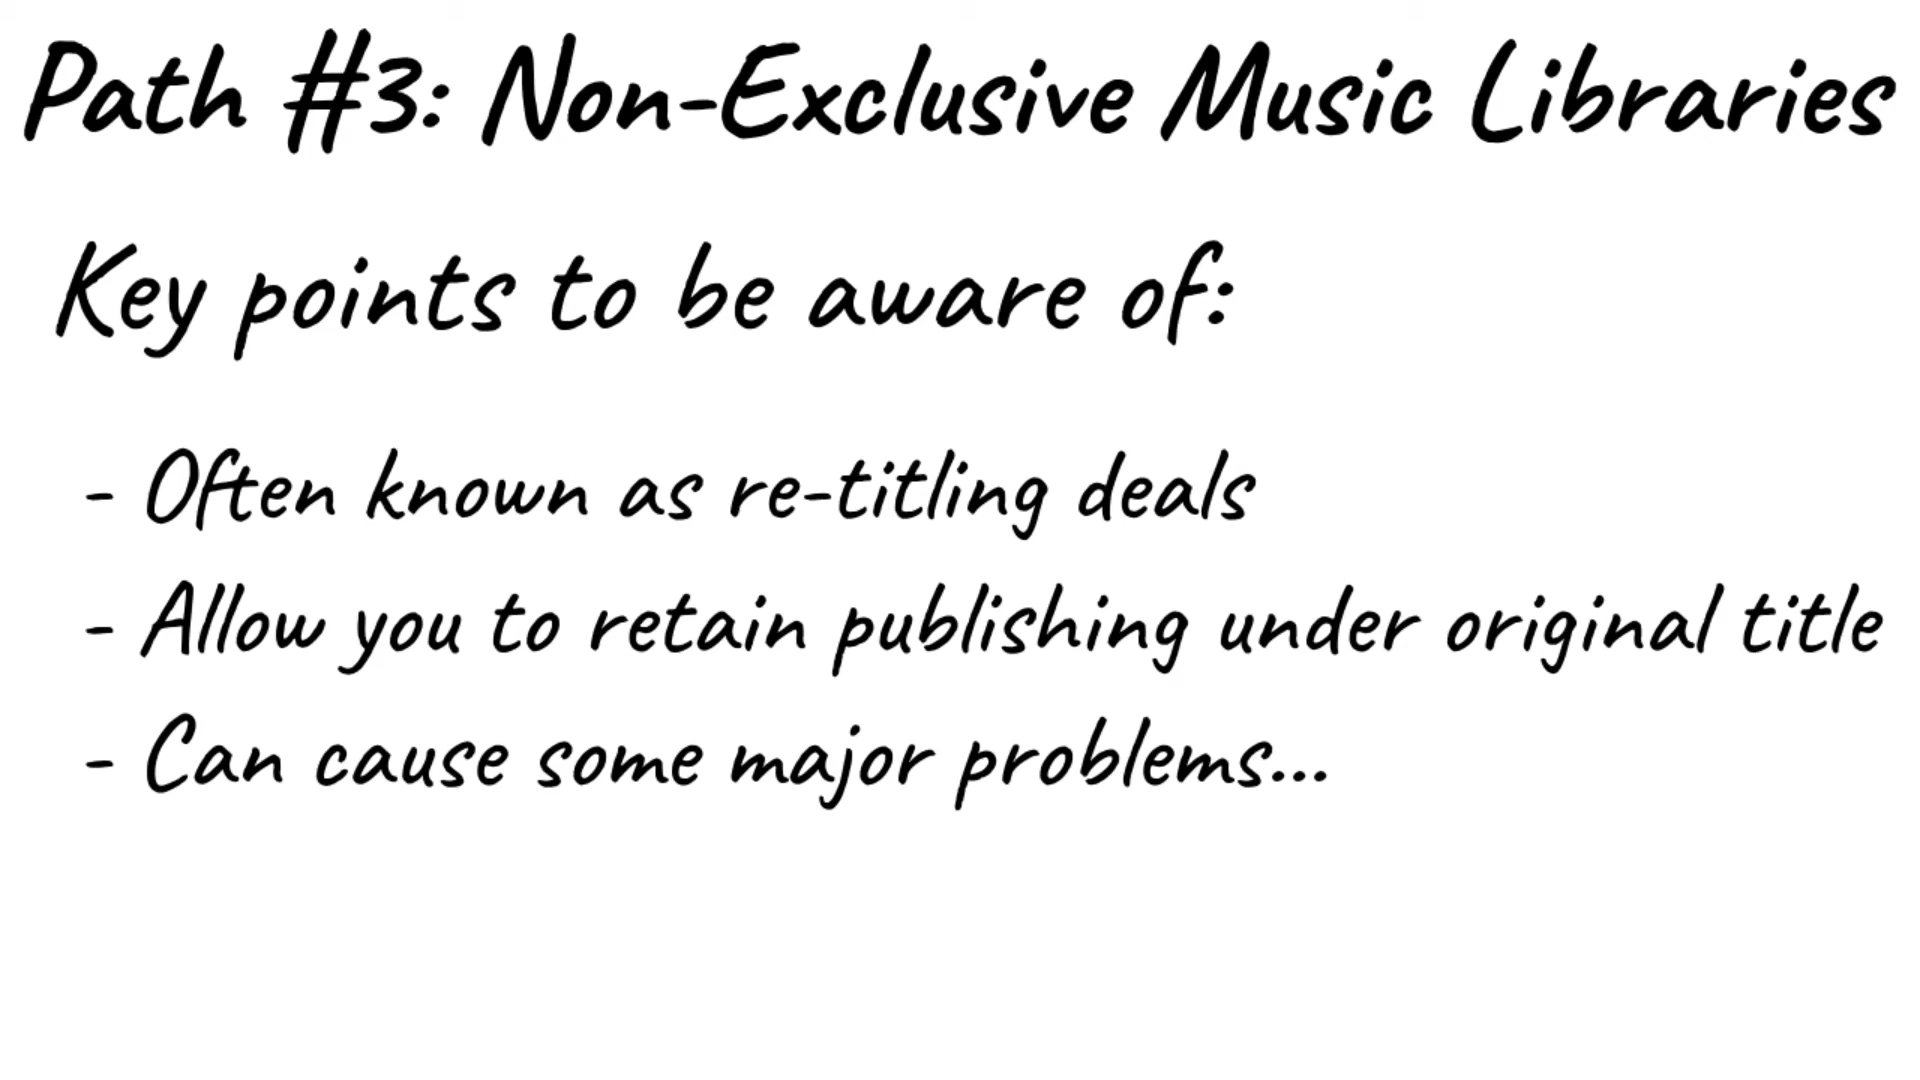 Path #3: Non-Exclusive Music Libraries
Key points to be aware of:
- Often known as re-titling deals
- Allow you to retain publishing under original title
- Can cause some major problems...